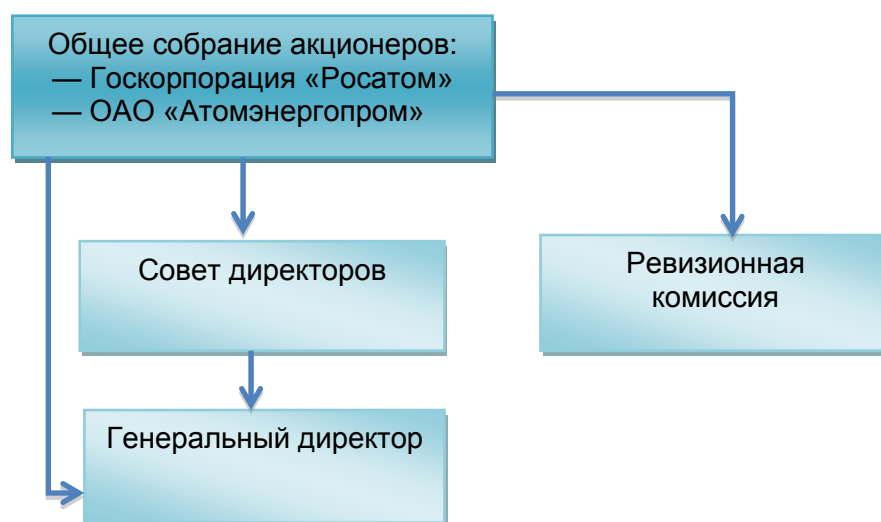 Общее собрание акционеров:
— Госкорпорация «Росатом»
— ОАО «Атомэнергопром»
Совет директоров
Ревизионная
комиссия
Генеральный директор